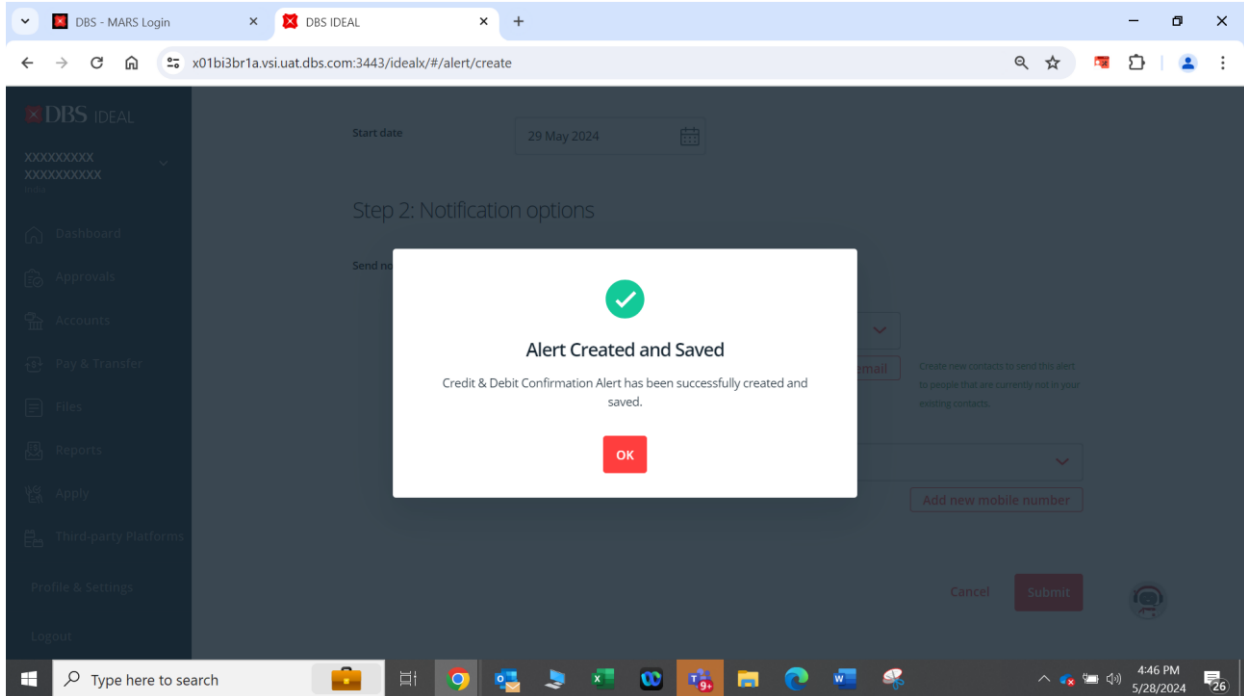 DBS - MARS Login
DBS IDEAL
x01bi3br1a.vsi.uat.dbs.com:3443/idealx/#/alert/create
DBS IDEAL
XXXXXXXXX
XXXXXXXXXX
Dashboard
Approvals
Accounts
Pay & Transfer
Files
Reports
Apply
Third-party Platforms
Profile & Settings
Logout
Start date
29 May 2024
Step 2: Notification options
Send no
Alert Created and Saved
Credit & Debit Confirmation Alert has been successfully created and
saved.
OK
email
Create new contacts to send this alert
to people that are currently not in your
existing contacts.
Add new mobile number
Cancel
Submit
Type here to search
9+
4:46 PM
5/28/2024
26